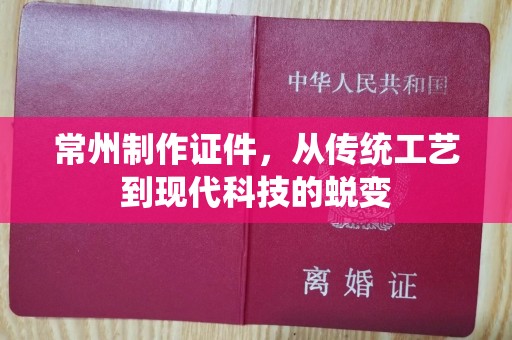 中华人民共和国
常州制作证件，从传统工艺
到现代科技的蜕变
离婚证